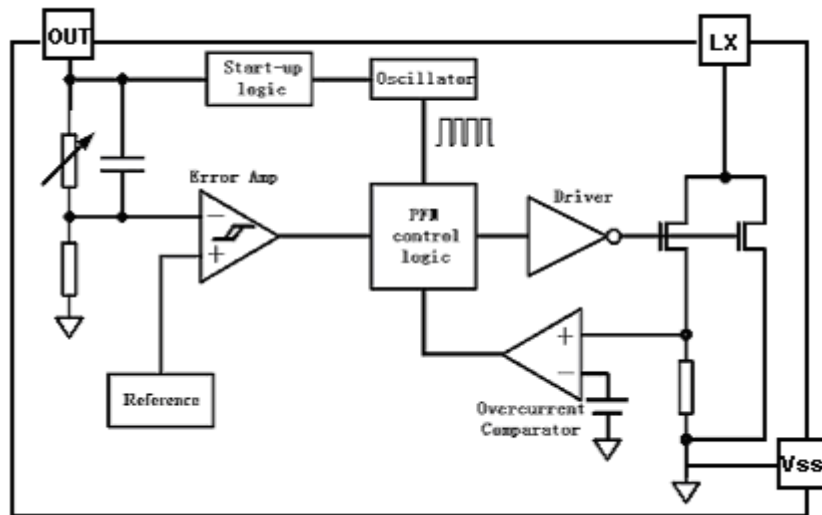 OUT
LX
Start-up
logic
Oscillator
Error Amp
PFM
control
logic
Driver
−
+
+
−
Reference
Overcurrent
Comparator
Vss